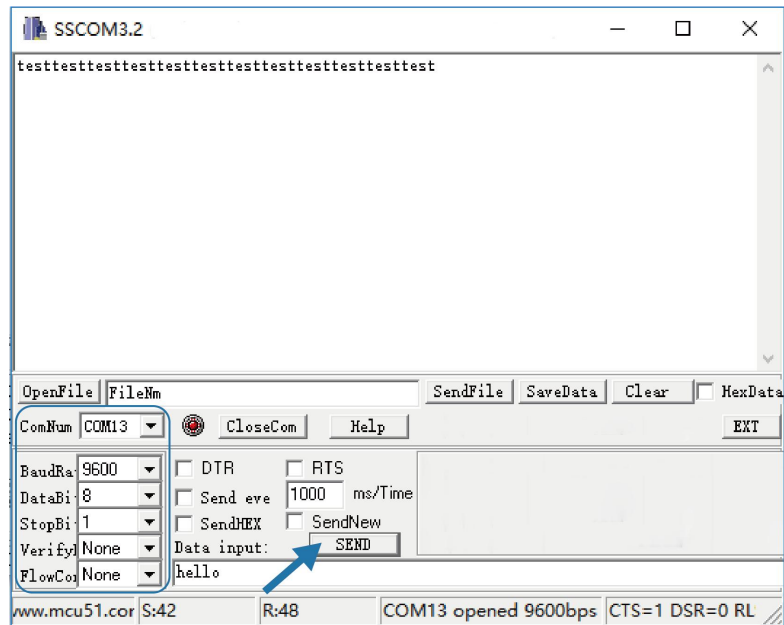 SSCOM3.2
testtesttesttesttesttesttesttesttesttesttesttest
OpenFile FileNm SendFile SaveData Clear HexData
ComNum COM13 CloseCom Help EXT
BaudRa 9600 DTR RTS
DataBi 8 Send eve 1000 ms/Time
StopBi 1 SendHEX SendNew
Verify None Data input: SEND
FlowCo None hello
www.mcu51.cor S:42 R:48 COM13 opened 9600bps CTS=1 DSR=0 RL